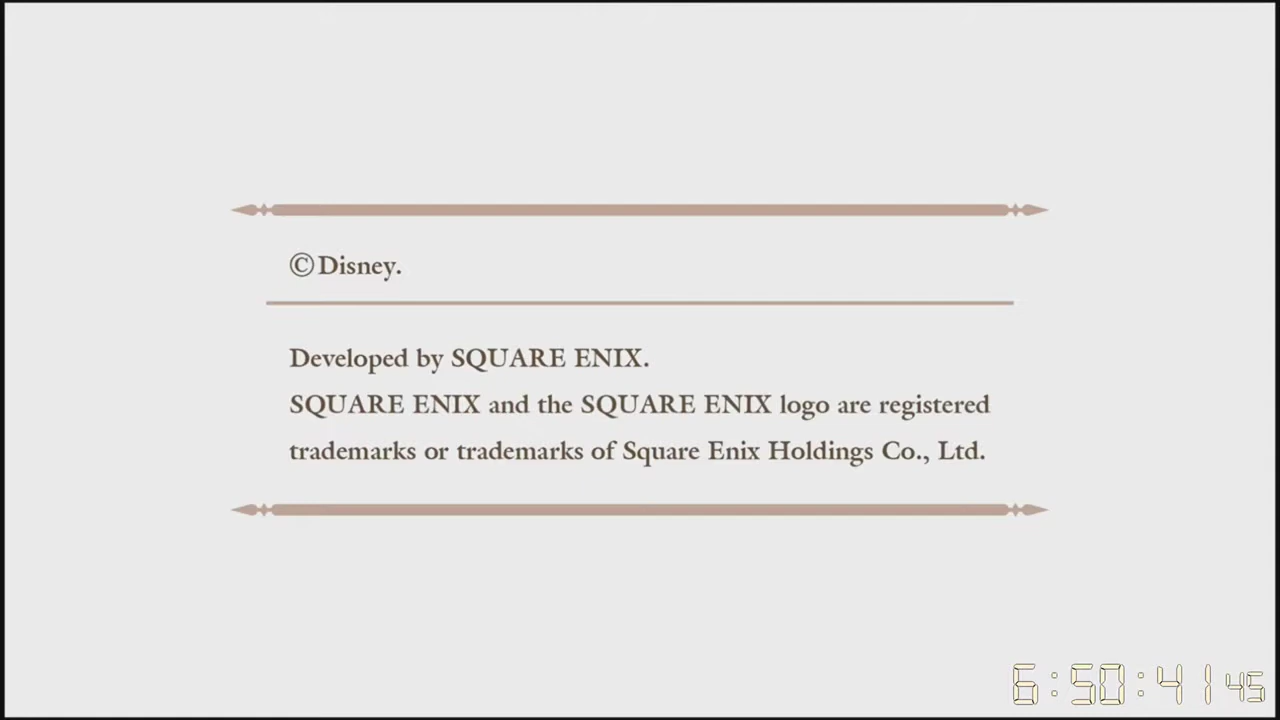 ©Disney.
Developed by SQUARE ENIX.
SQUARE ENIX and the SQUARE ENIX logo are registered
trademarks or trademarks of Square Enix Holdings Co., Ltd.
6:50:41 45